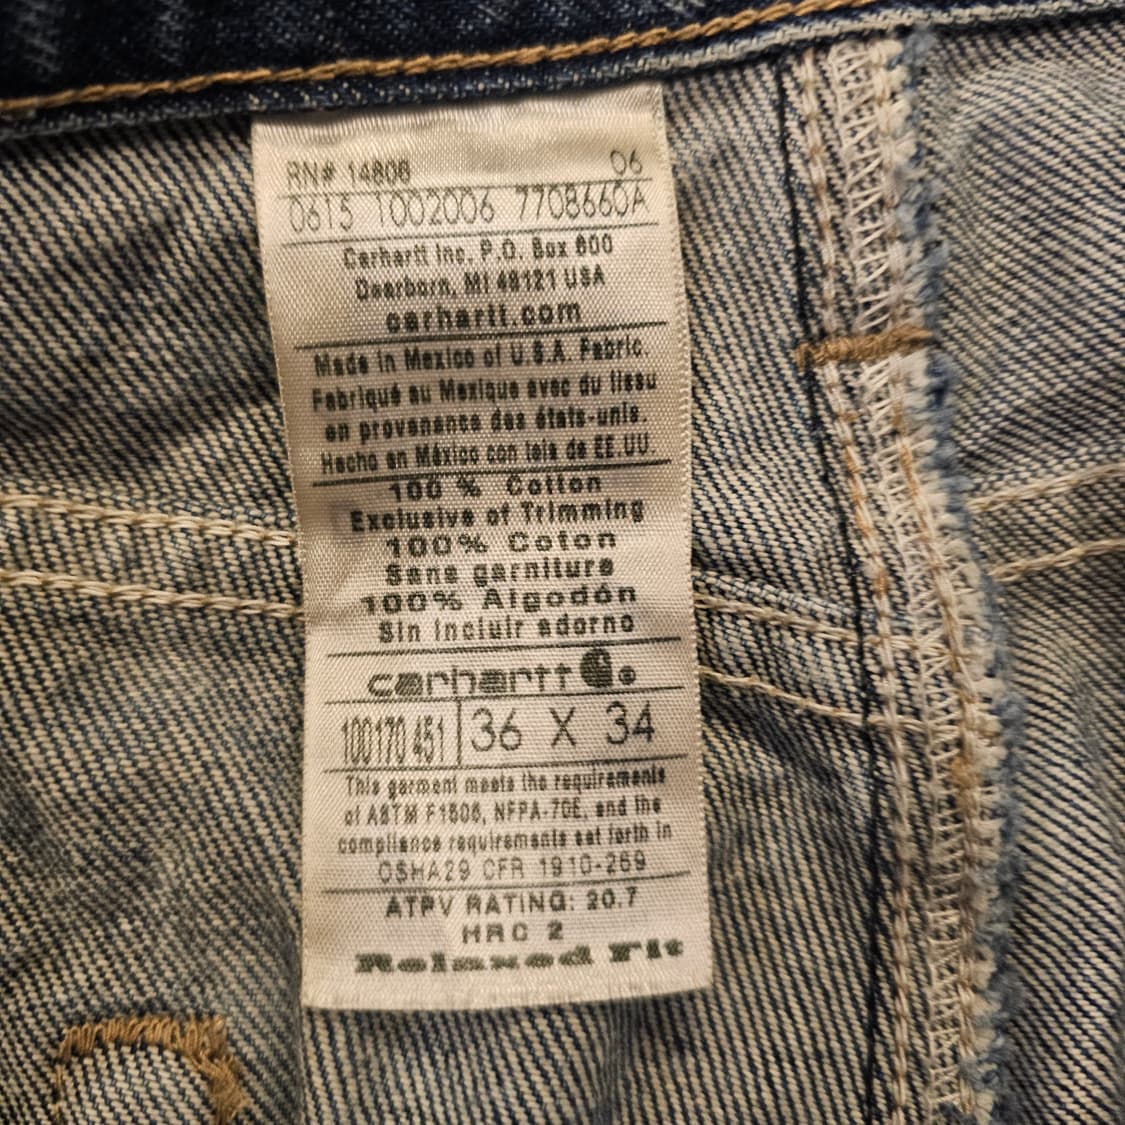 RN# 14806 06
0615 1002006 7708660A
Carhartt Inc. P.O. Box 600
Dearborn, MI 48121 USA
carhartt.com
Made in Mexico of U.S.A. Fabric.
Fabriqué au Mexique avec du tissu
en provenance des états-unis.
Hecho en México con tela de EE.UU.
100 % Cotton
Exclusive of Trimming
100% Coton
Sans garniture
100% Algodón
Sin incluir adorno
carhartt
100170 451 36 X 34
This garment meets the requirements
of ASTM F1506, NFPA-70E, and the
compliance requirements set forth in
OSHA29 CFR 1910-269
ATPV RATING: 20.7
HRC 2
Relaxed Fit